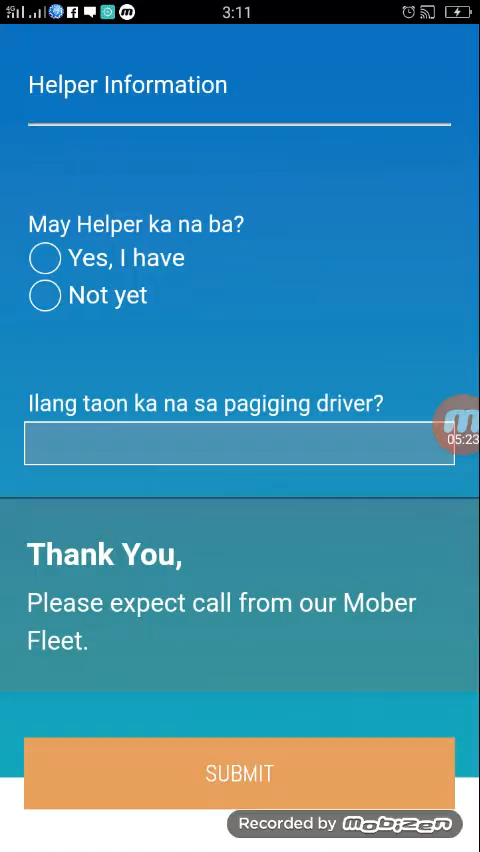 4G
3:11
Helper Information
May Helper ka na ba?
Yes, I have
Not yet
Ilang taon ka na sa pagiging driver?
05:23
Thank You,
Please expect call from our Mober
Fleet.
SUBMIT
Recorded by Mobizen